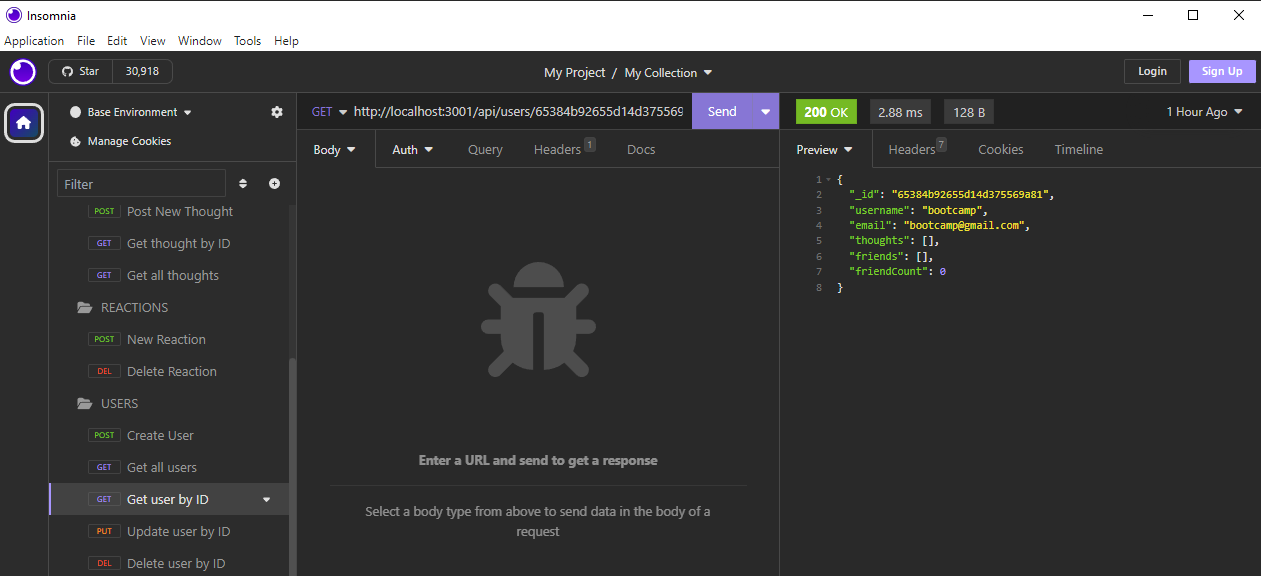 Insomnia
Application File Edit View Window Tools Help
Star 30,918
My Project / My Collection
Login Sign Up
Base Environment
Manage Cookies
Filter
POST Post New Thought
GET Get thought by ID
GET Get all thoughts
REACTIONS
POST New Reaction
DEL Delete Reaction
USERS
POST Create User
GET Get all users
GET Get user by ID
PUT Update user by ID
DEL Delete user by ID
GET http://localhost:3001/api/users/65384b92655d14d375569 Send
Body Auth Query Headers 1 Docs
Enter a URL and send to get a response
Select a body type from above to send data in the body of a
request
200 OK 2.88 ms 128 B 1 Hour Ago
Preview Headers 7 Cookies Timeline
1 {
2 "_id": "65384b92655d14d375569a81",
3 "username": "bootcamp",
4 "email": "bootcamp@gmail.com",
5 "thoughts": [],
6 "friends": [],
7 "friendCount": 0
8 }